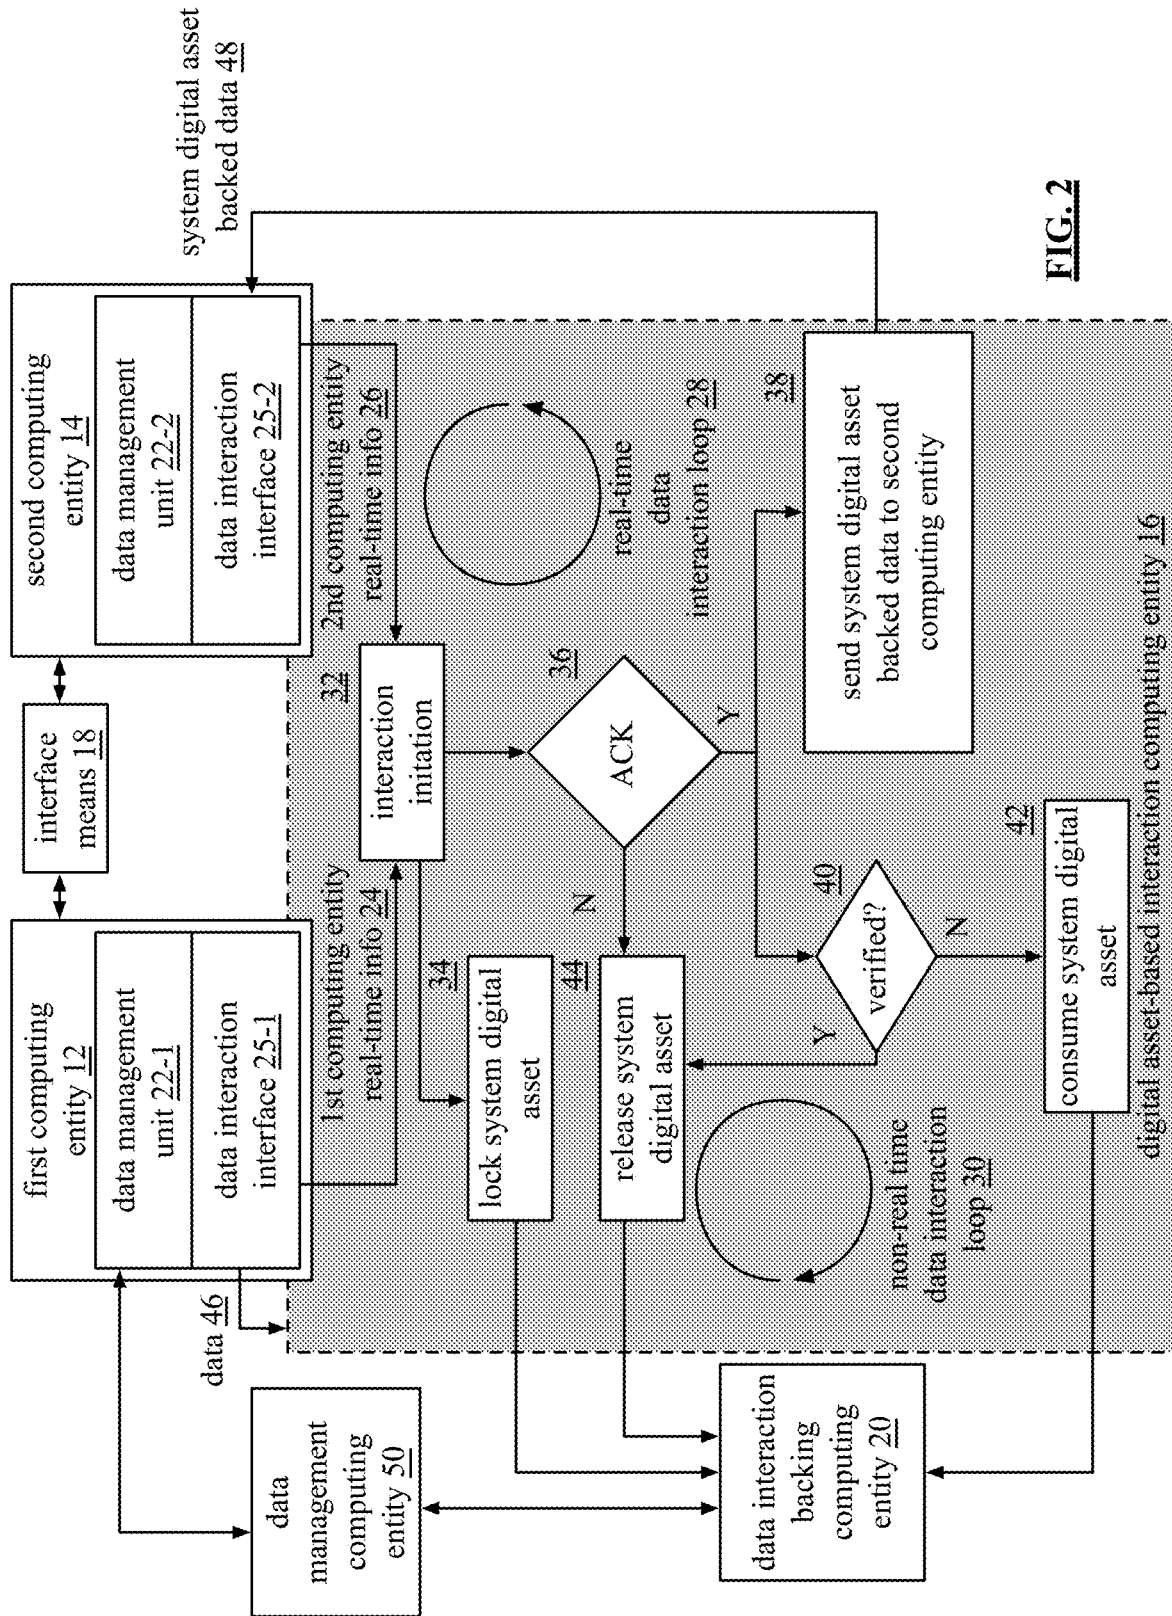 first computing
entity 12
data management
unit 22-1
data interaction
interface 25-1
interface
means 18
second computing
entity 14
data management
unit 22-2
data interaction
interface 25-2
system digital asset
backed data 48
data 46
data
management
computing
entity 50
1st computing entity
real-time info 24
32
interaction
initation
2nd computing entity
real-time info 26
34
lock system digital
asset
36
ACK
N
Y
real-time
data
interaction loop 28
44
release system
digital asset
Y
40
verified?
N
38
send system digital asset
backed data to second
computing entity
non-real time
data interaction
loop 30
data interaction
backing
computing
entity 20
42
consume system digital
asset
digital asset-based interaction computing entity 16
FIG. 2